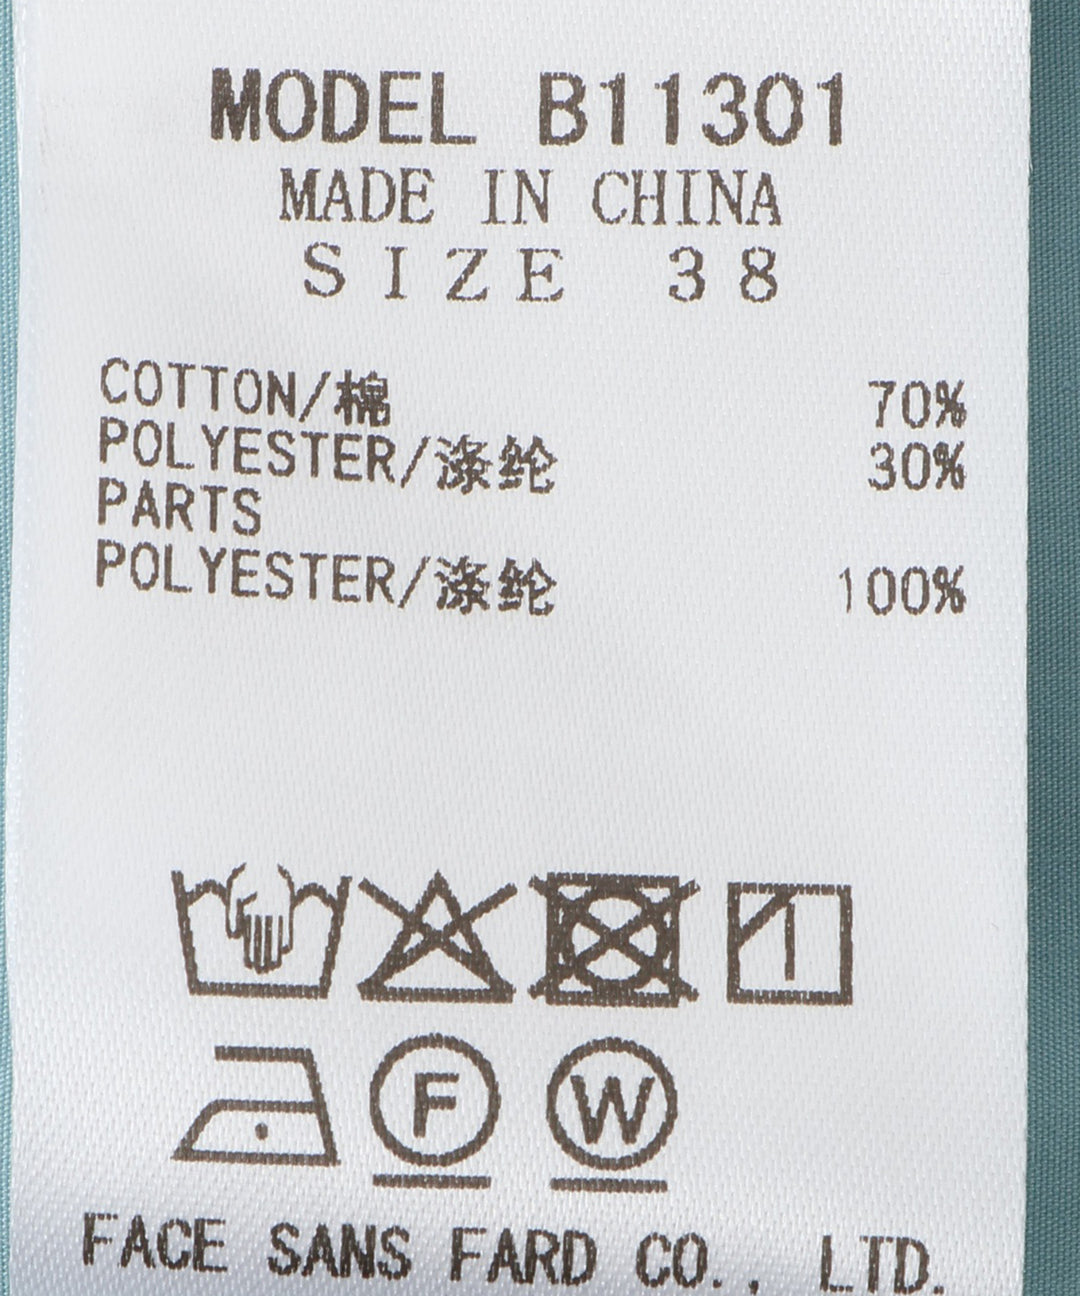 MODEL B11301
MADE IN CHINA
SIZE 38
COTTON/棉 70%
POLYESTER/涤纶 30%
PARTS
POLYESTER/涤纶 100%
F W
FACE SANS FARD CO., LTD.